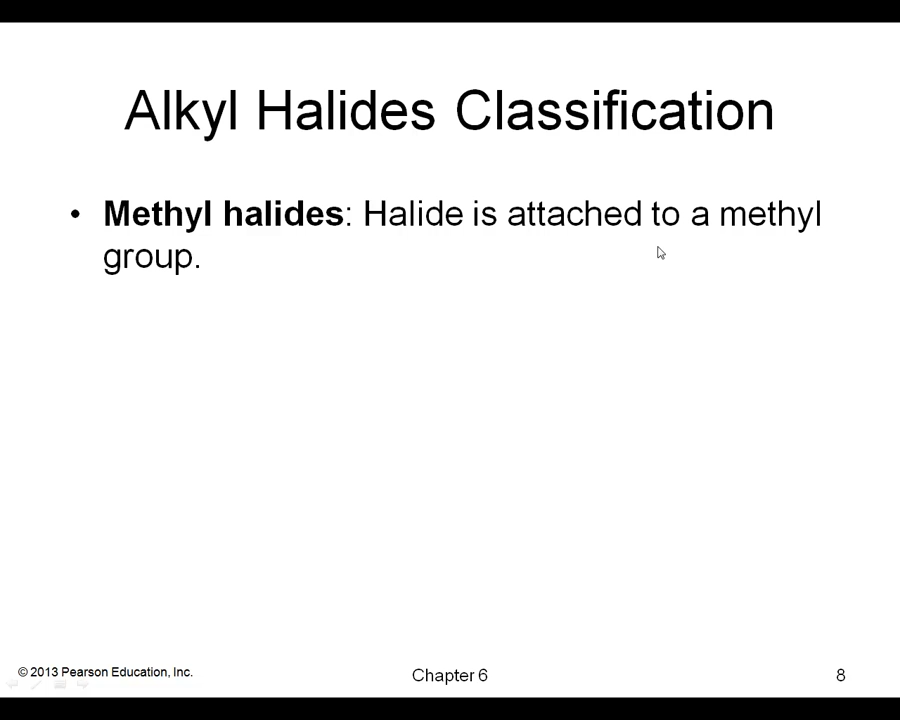 Alkyl Halides Classification
• Methyl halides: Halide is attached to a methyl
group.
© 2013 Pearson Education, Inc.
Chapter 6
8